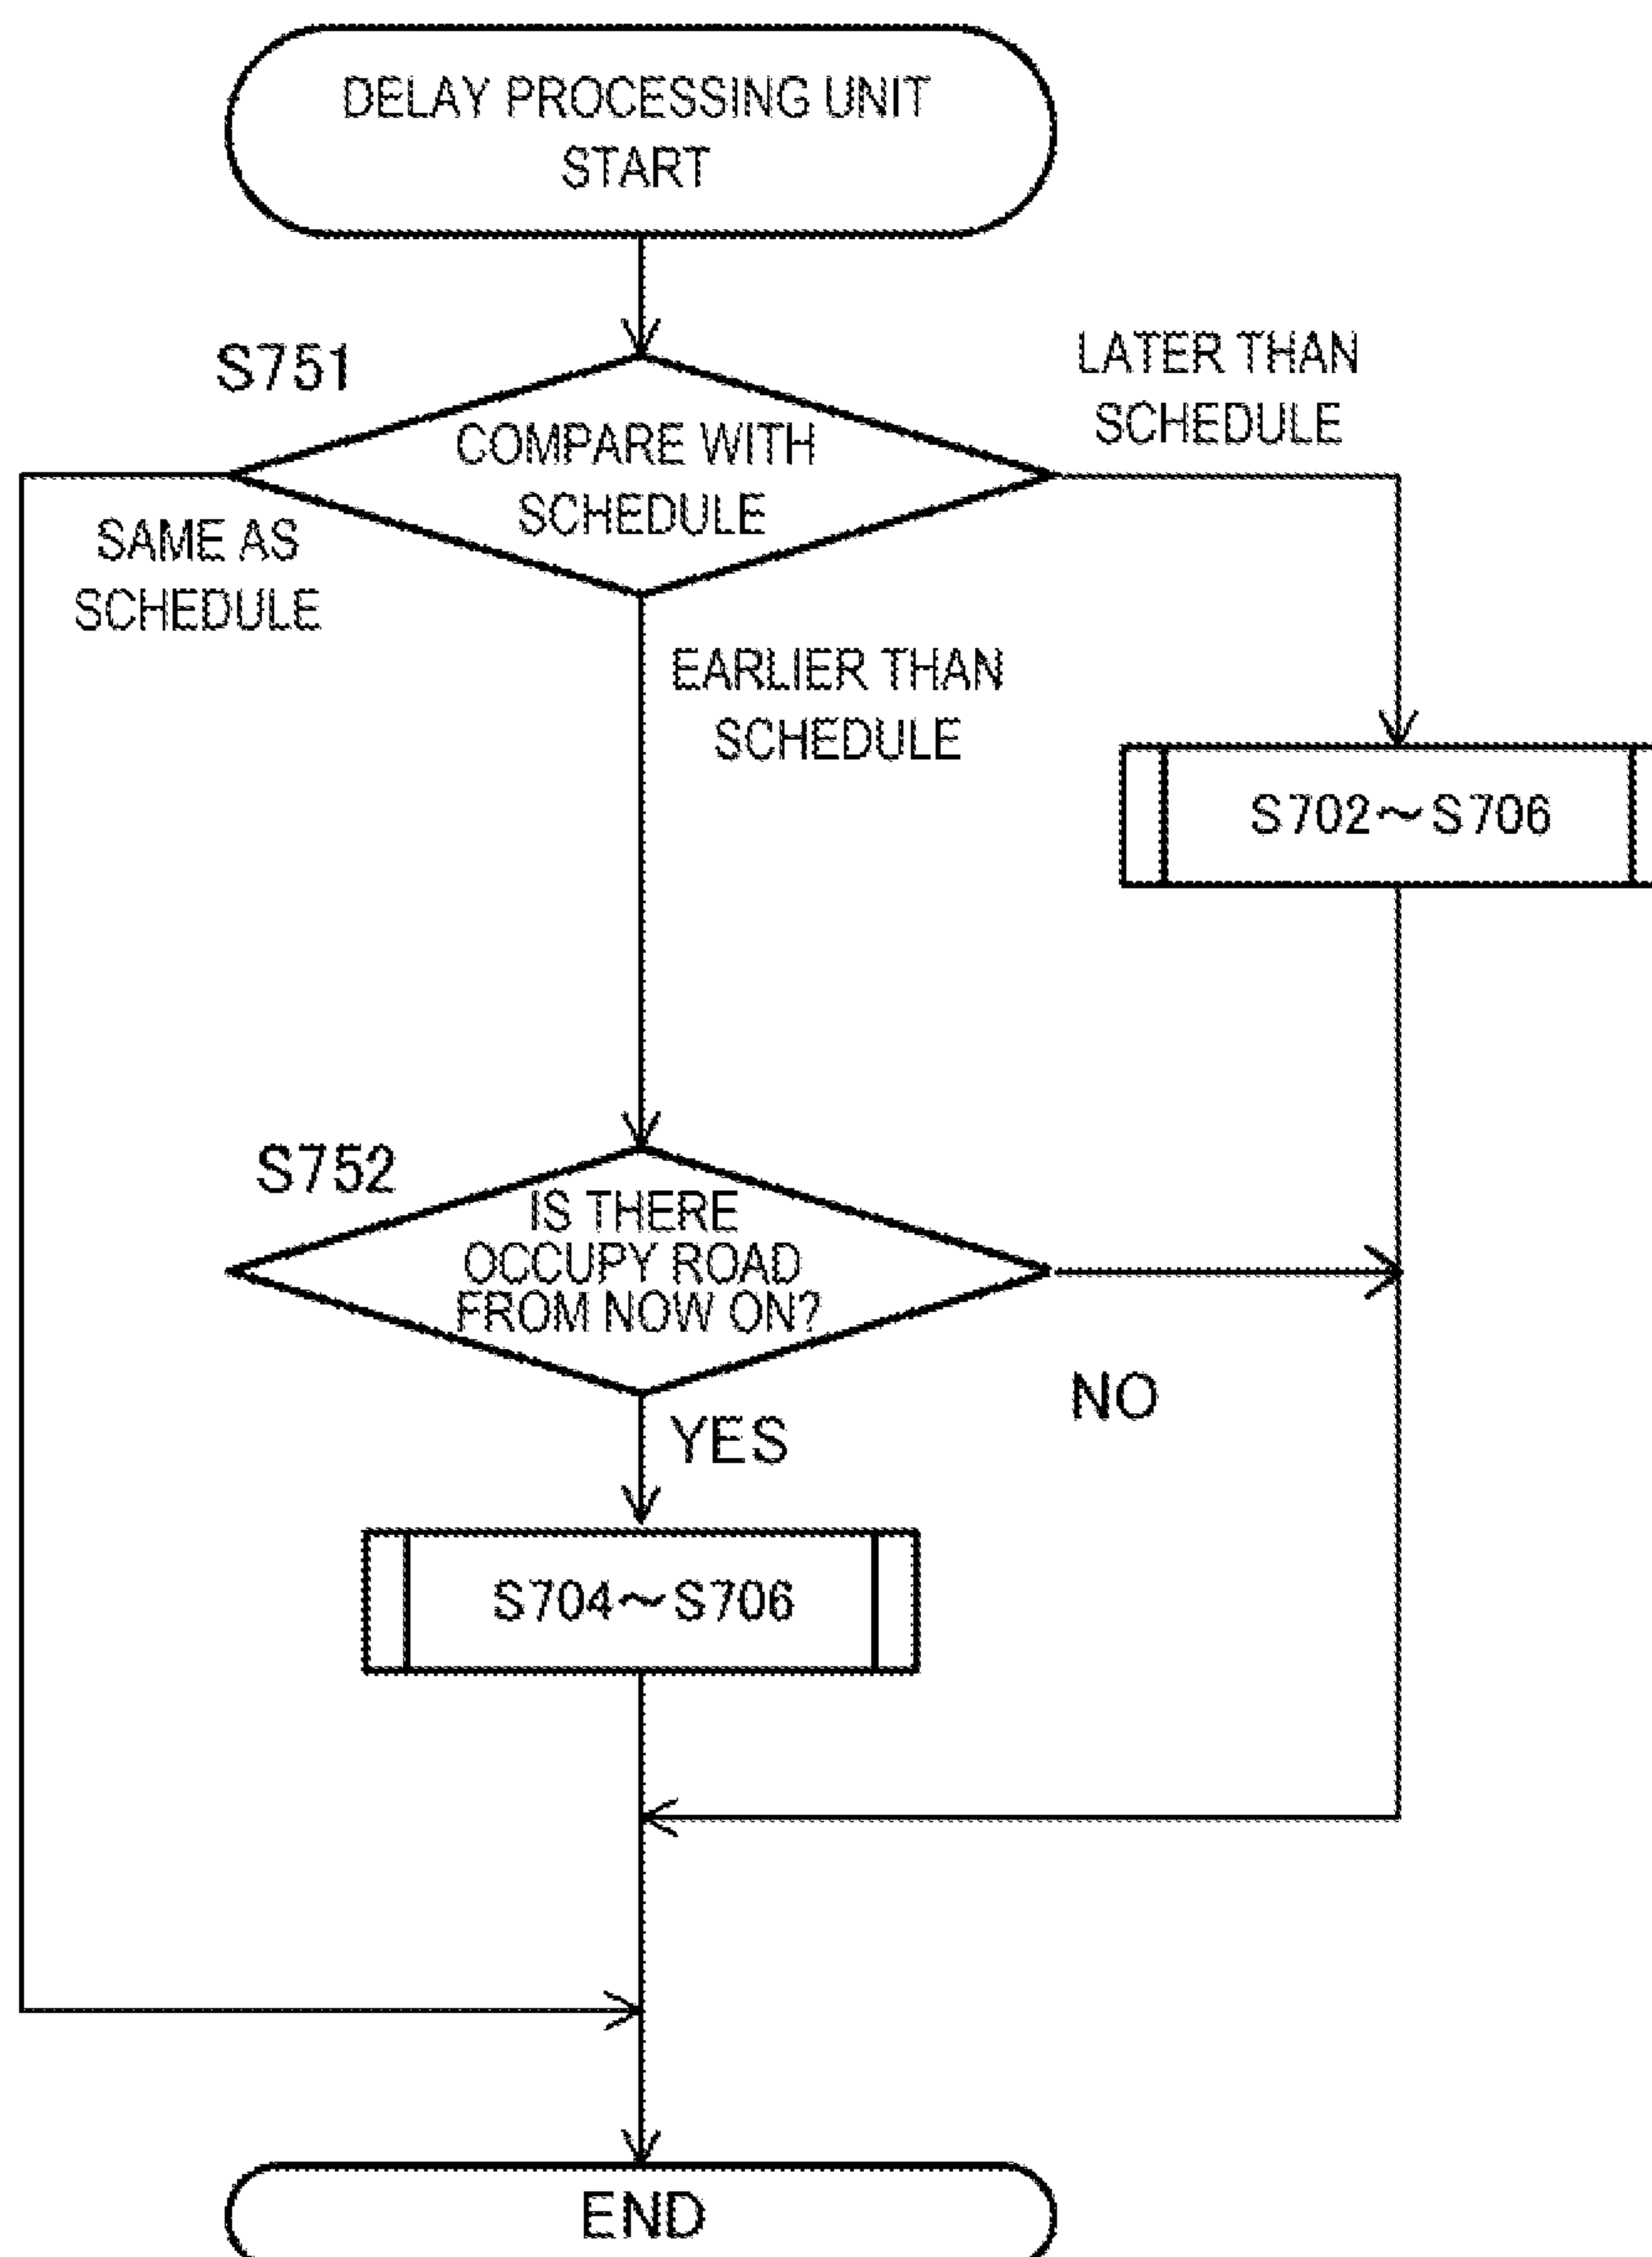 DELAY PROCESSING UNIT
START
S751
COMPARE WITH
SCHEDULE
LATER THAN
SCHEDULE
SAME AS
SCHEDULE
EARLIER THAN
SCHEDULE
S702～S706
S752
IS THERE
OCCUPY ROAD
FROM NOW ON?
NO
YES
S704～S706
END